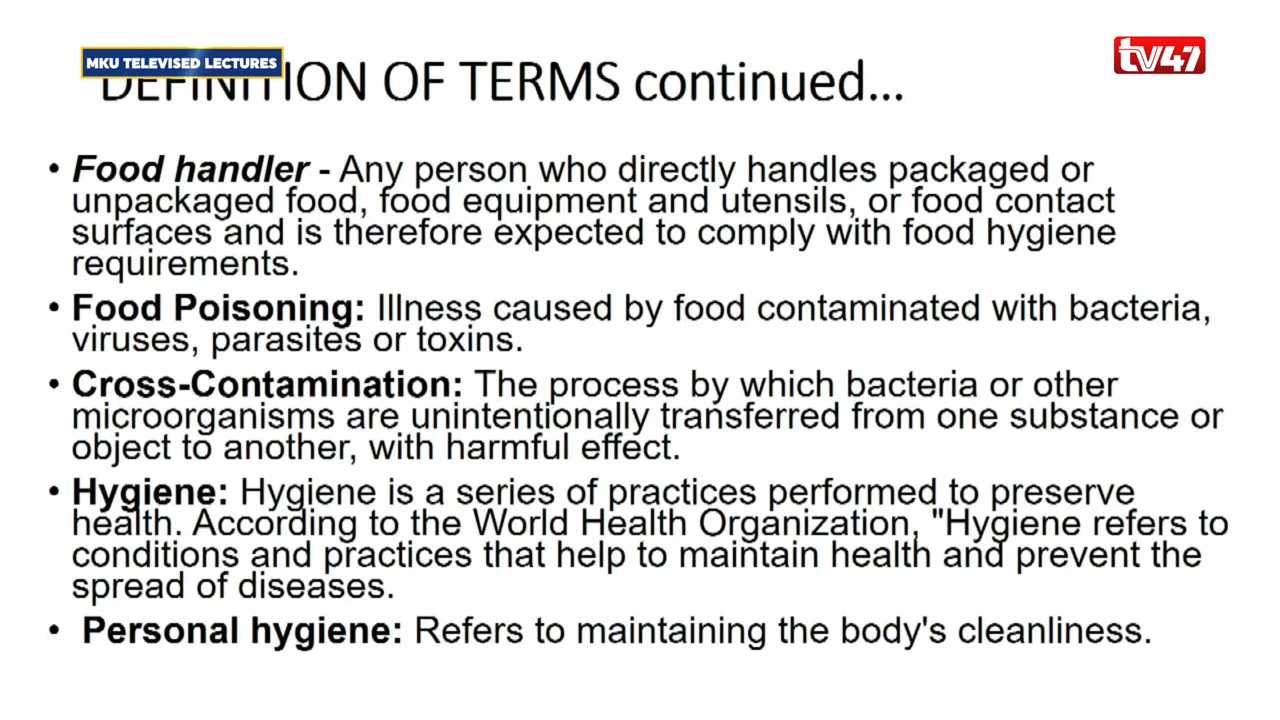 MKU TELEVISED LECTURES
tv47
DEFINITION OF TERMS continued...
• Food handler - Any person who directly handles packaged or
unpackaged food, food equipment and utensils, or food contact
surfaces and is therefore expected to comply with food hygiene
requirements.
• Food Poisoning: Illness caused by food contaminated with bacteria,
viruses, parasites or toxins.
• Cross-Contamination: The process by which bacteria or other
microorganisms are unintentionally transferred from one substance or
object to another, with harmful effect.
• Hygiene: Hygiene is a series of practices performed to preserve
health. According to the World Health Organization, "Hygiene refers to
conditions and practices that help to maintain health and prevent the
spread of diseases.
• Personal hygiene: Refers to maintaining the body's cleanliness.